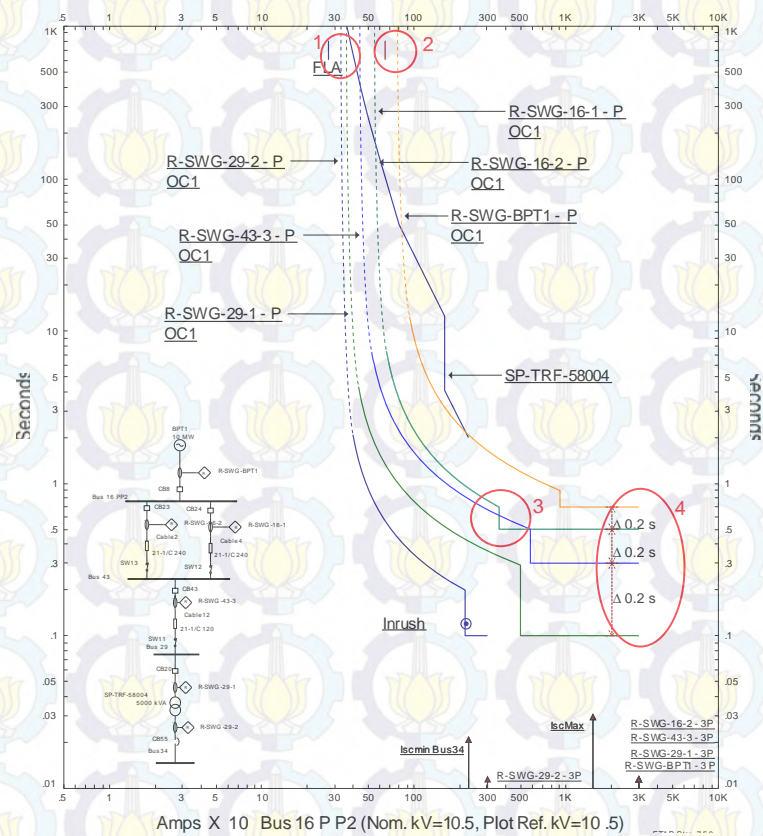 .5 1 3 5 10 30 50 100 300 500 1K 3K 5K 10K
1K 1K
1 2
FLA
500 500
300 300
R-SWG-16-1 - P
OC1
R-SWG-29-2 - P
OC1
R-SWG-16-2 - P
OC1
100 100
R-SWG-BPT1 - P
OC1
50 50
R-SWG-43-3 - P
OC1
30 30
R-SWG-29-1 - P
OC1
10 10
SP-TRF-58004
5 5
3 3
Seconds
Seconds
BPT1
10 MW
R-SWG-BPT1
1 1
CB8
Bus 16 PP2
CB23 CB24
R-SWG-16-2 R-SWG-16-1
Cable2 Cable4
21-1/C 240 21-1/C 240
SW13 SW12
Bus 43
3 4
.5 .5
Δ 0.2 s
Δ 0.2 s
.3 .3
Δ 0.2 s
CB43
R-SWG-43-3
Cable12
21-1/C 120
SW11
Bus 29
Inrush
.1 .1
CB20
R-SWG-29-1
SP-TRF-58004
5000 kVA
R-SWG-29-2
CB55
Bus34
.05 .05
.03 .03
IscMax
Iscmin Bus34
R-SWG-29-2 - 3P
R-SWG-16-2 - 3P
R-SWG-43-3 - 3P
R-SWG-29-1 - 3P
R-SWG-BPT1 - 3P
.01 .01
.5 1 3 5 10 30 50 100 300 500 1K 3K 5K 10K
Amps X 10 Bus 16 P P2 (Nom. kV=10.5, Plot Ref. kV=10 .5)